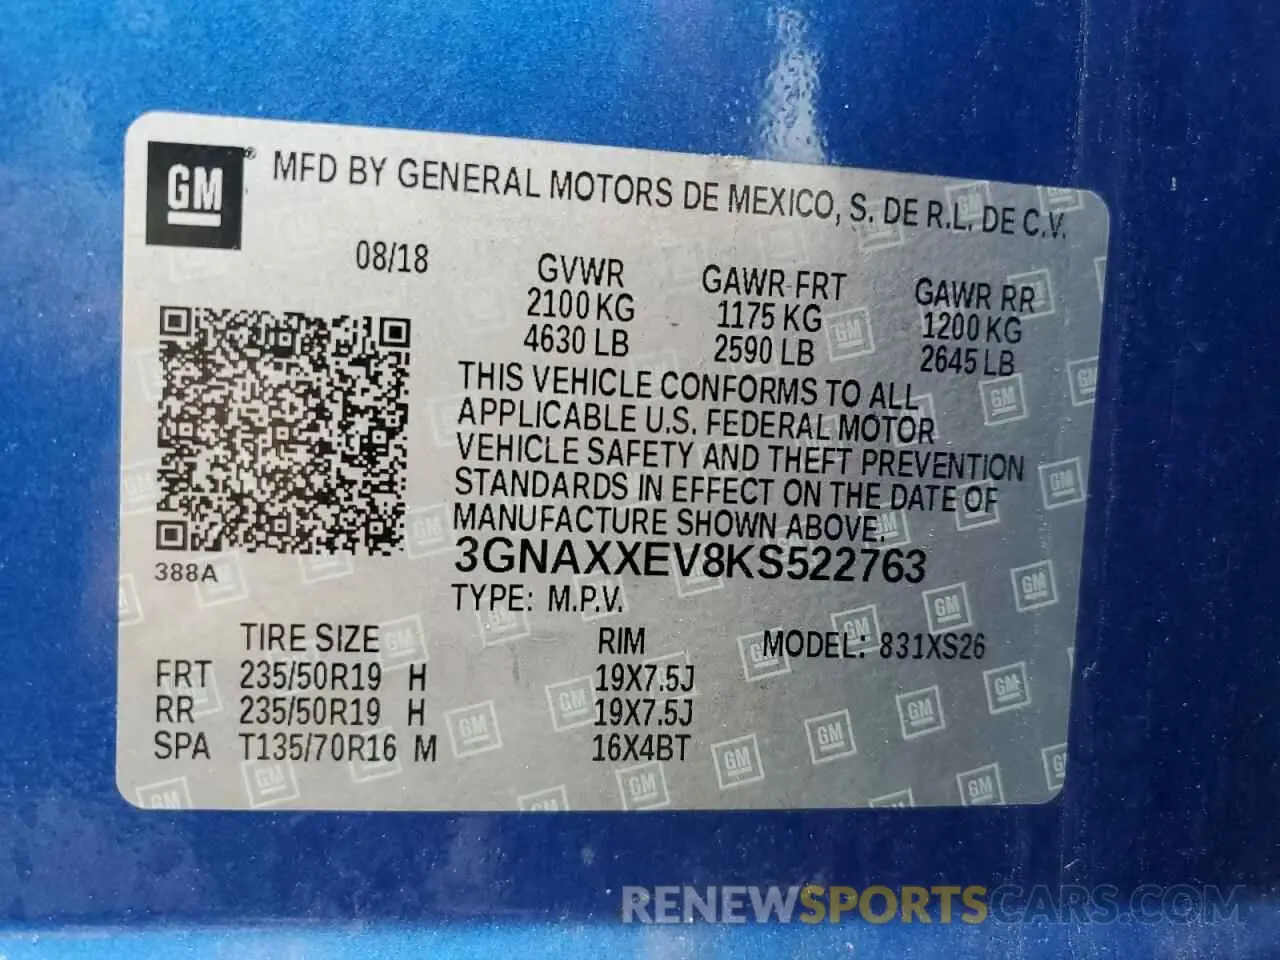 GM
MFD BY GENERAL MOTORS DE MEXICO, S. DE R.L. DE C.V.
08/18
GVWR GAWR FRT GAWR RR
2100 KG 1175 KG 1200 KG
4630 LB 2590 LB 2645 LB
THIS VEHICLE CONFORMS TO ALL
APPLICABLE U.S. FEDERAL MOTOR
VEHICLE SAFETY AND THEFT PREVENTION
STANDARDS IN EFFECT ON THE DATE OF
MANUFACTURE SHOWN ABOVE.
388A
3GNAXXEV8KS522763
TYPE: M.P.V.
TIRE SIZE RIM MODEL: 831XS26
FRT 235/50R19 H 19X7.5J
RR 235/50R19 H 19X7.5J
SPA T135/70R16 M 16X4BT
RENEWSPORTSCARS.COM